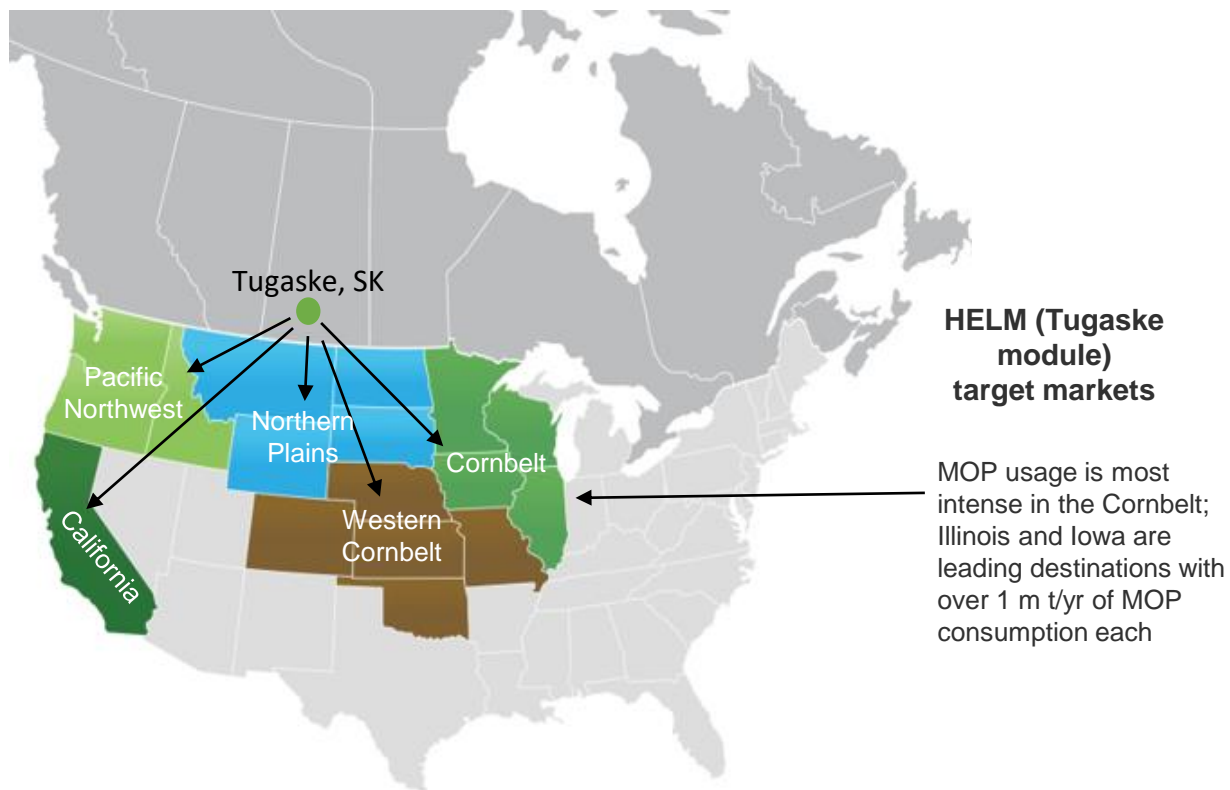 Tugaske, SK
Pacific
Northwest
Northern
Plains
Cornbelt
Western
Cornbelt
California
HELM (Tugaske
module)
target markets
MOP usage is most
intense in the Cornbelt;
Illinois and Iowa are
leading destinations with
over 1 m t/yr of MOP
consumption each